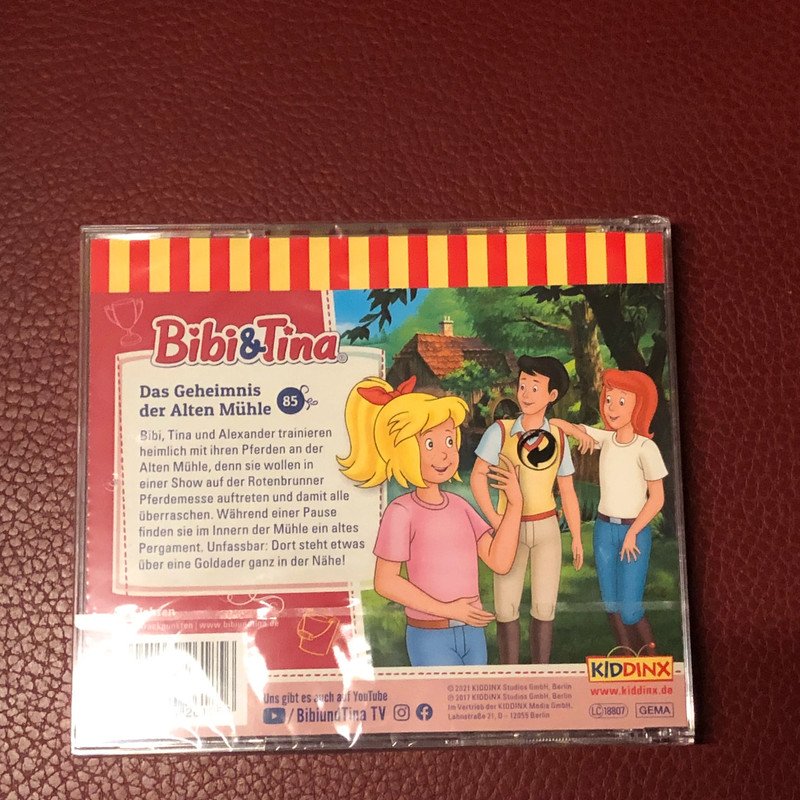 Bibi&Tina®
Das Geheimnis
der Alten Mühle 85
Bibi, Tina und Alexander trainieren
heimlich mit ihren Pferden an der
Alten Mühle, denn sie wollen in
einer Show auf der Rotenbrunner
Pferdemesse auftreten und damit alle
überraschen. Während einer Pause
finden sie im Innern der Mühle ein altes
Pergament. Unfassbar: Dort steht etwas
über eine Goldader ganz in der Nähe!
www.bibiundtina.de
Uns gibt es auch auf YouTube
/BibiundTina TV
© 2021 KIDDINX Studios GmbH, Berlin
℗ 2017 KIDDINX Studios GmbH, Berlin
Im Vertrieb der KIDDINX Media GmbH,
Lahnstraße 21, D – 12055 Berlin
KIDDINX
www.kiddinx.de
LC 18807 GEMA